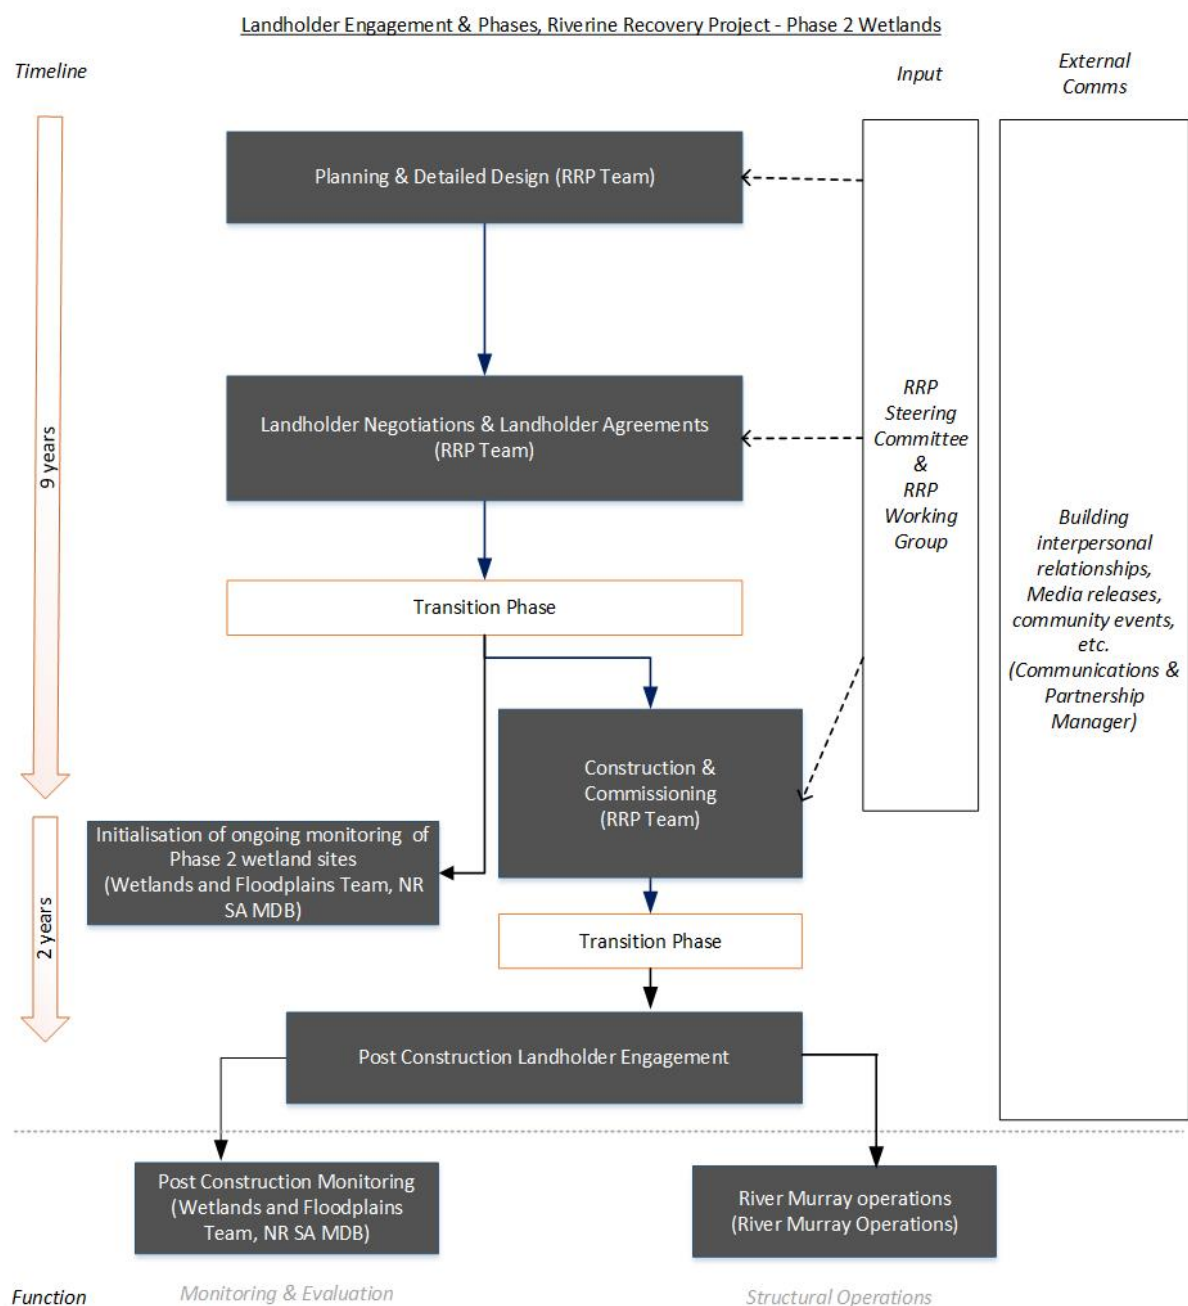 Landholder Engagement & Phases, Riverine Recovery Project - Phase 2 Wetlands
Timeline
Input
External
Comms
Planning & Detailed Design (RRP Team)
Landholder Negotiations & Landholder Agreements
(RRP Team)
9 years
RRP
Steering
Committee
&
RRP
Working
Group
Building
interpersonal
relationships,
Media releases,
community events,
etc.
(Communications &
Partnership
Manager)
Transition Phase
Construction &
Commissioning
(RRP Team)
Initialisation of ongoing monitoring of
Phase 2 wetland sites
(Wetlands and Floodplains Team, NR
SA MDB)
2 years
Transition Phase
Post Construction Landholder Engagement
Post Construction Monitoring
(Wetlands and Floodplains
Team, NR SA MDB)
River Murray operations
(River Murray Operations)
Function
Monitoring & Evaluation
Structural Operations